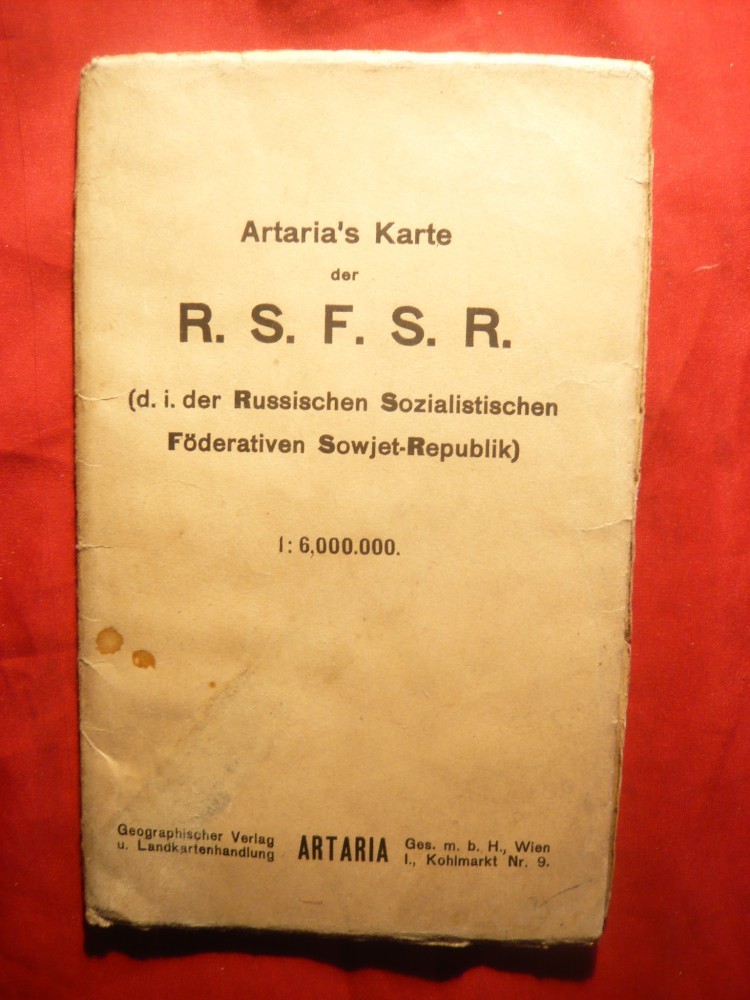 Artaria's Karte
der
R. S. F. S. R.
(d. i. der Russischen Sozialistischen
Föderativen Sowjet-Republik)
1: 6,000.000.
Geographischer Verlag
u. Landkartenhandlung
ARTARIA
Ges. m. b. H., Wien
I., Kohlmarkt Nr. 9.